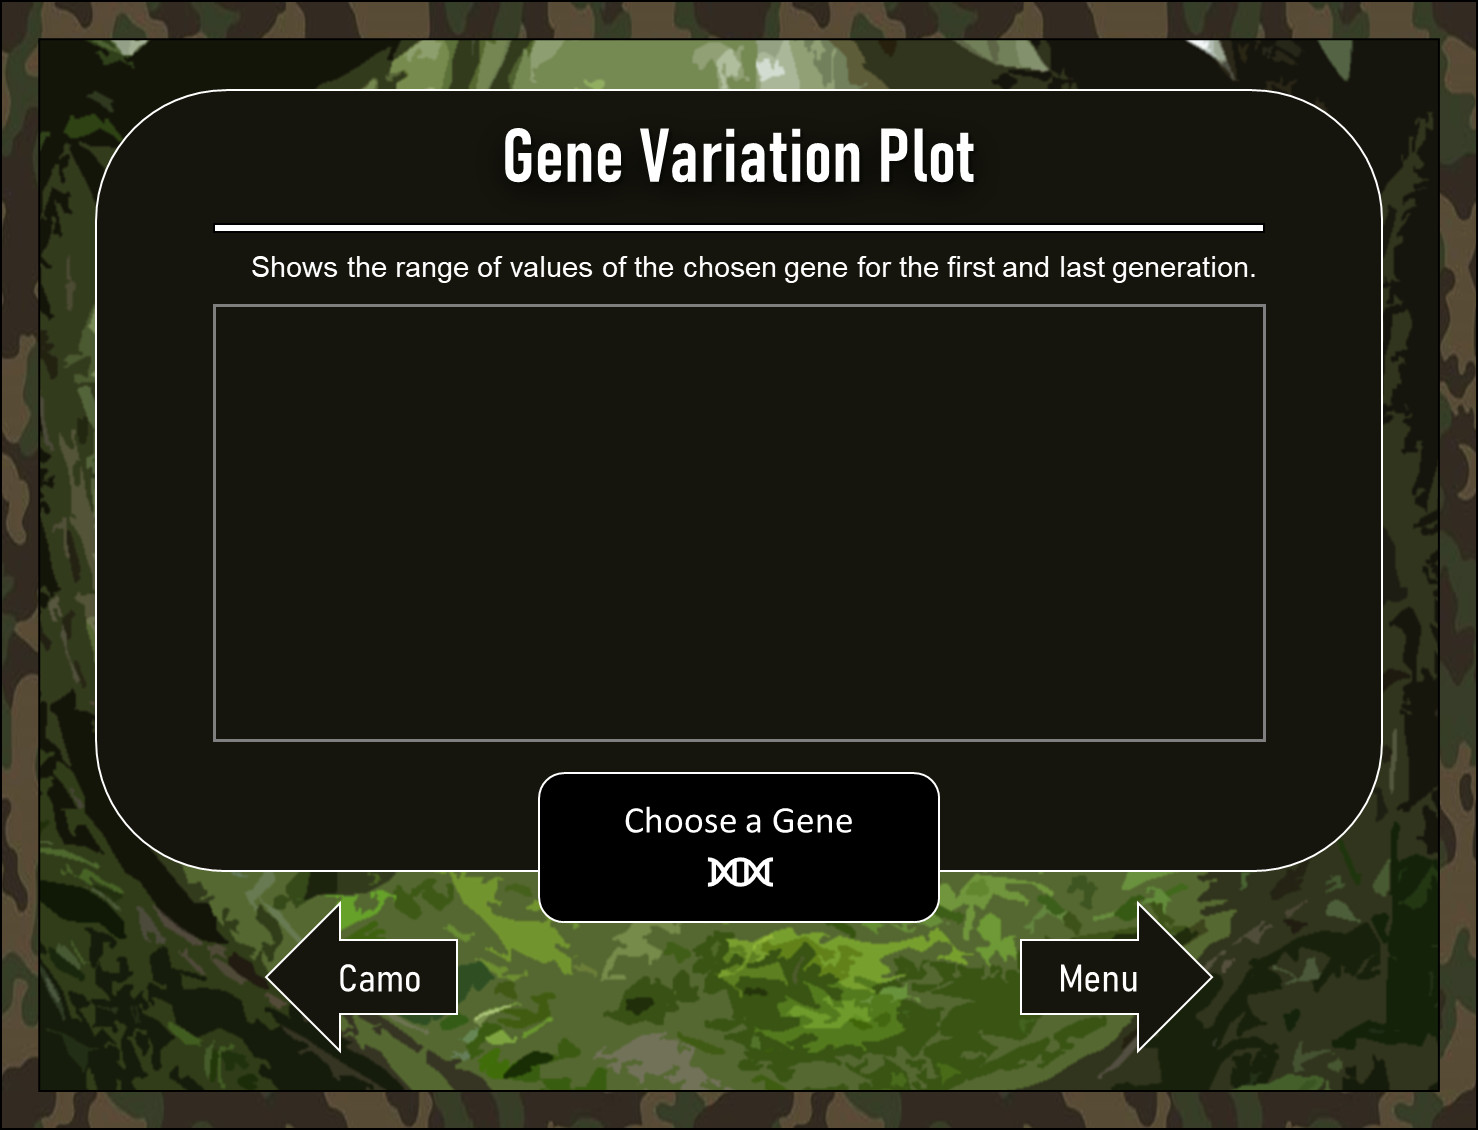 Gene Variation Plot
Shows the range of values of the chosen gene for the first and last generation.
Choose a Gene
Camo
Menu